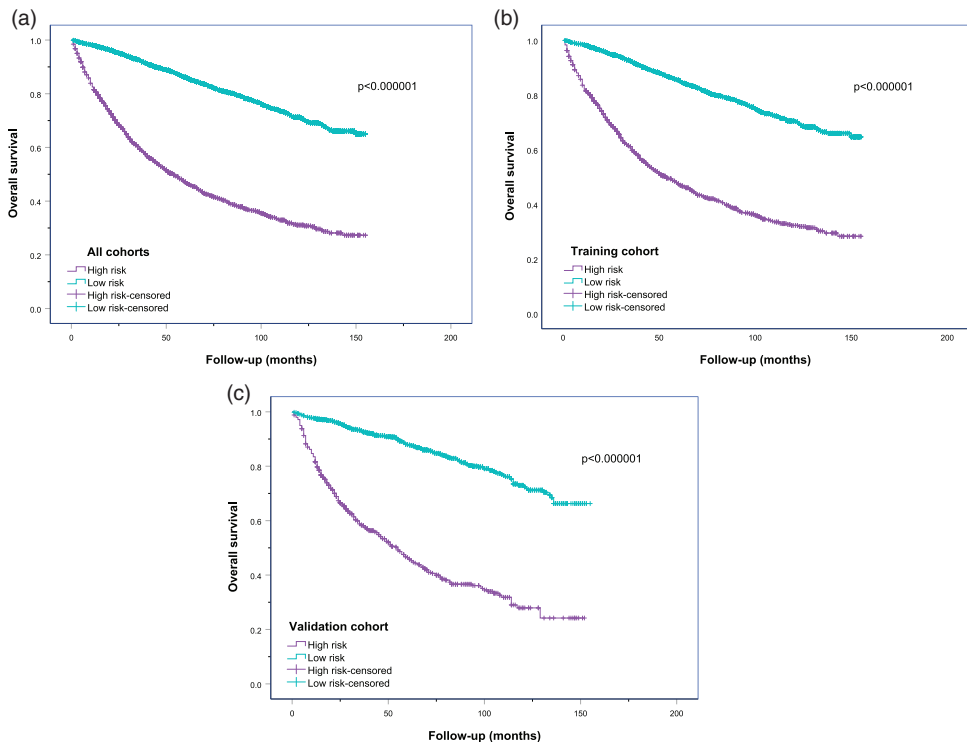 (a)
1.0
0.8
0.6
0.4
0.2
0.0
Overall survival
p<0.000001
All cohorts
High risk
Low risk
High risk-censored
Low risk-censored
0 50 100 150 200
Follow-up (months)
(b)
1.0
0.8
0.6
0.4
0.2
0.0
Overall survival
p<0.000001
Training cohort
High risk
Low risk
High risk-censored
Low risk-censored
0 50 100 150 200
Follow-up (months)
(c)
1.0
0.8
0.6
0.4
0.2
0.0
Overall survival
p<0.000001
Validation cohort
High risk
Low risk
High risk-censored
Low risk-censored
0 50 100 150 200
Follow-up (months)